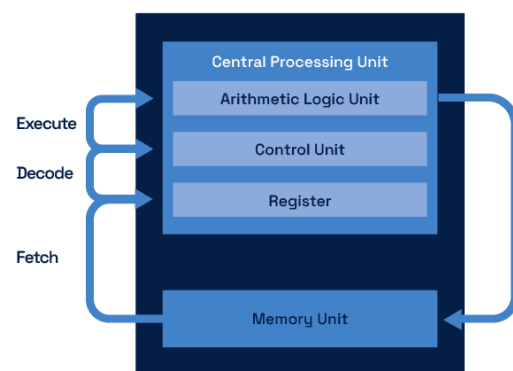 Central Processing Unit
Arithmetic Logic Unit
Execute
Control Unit
Decode
Register
Fetch
Memory Unit